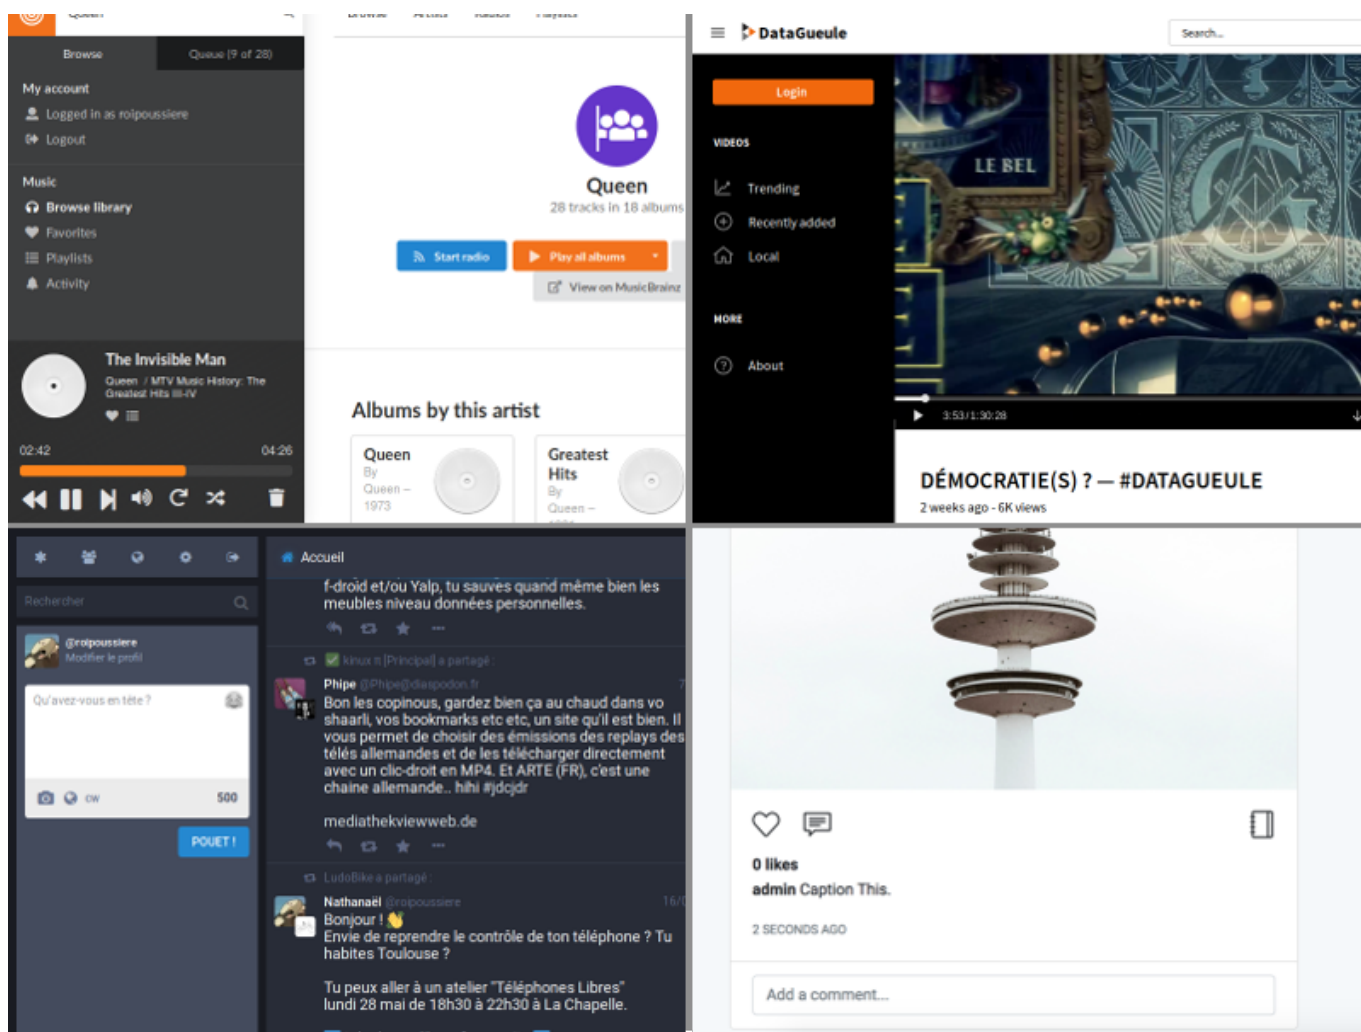 Queen
Browse
Queue (9 of 28)
My account
Logged in as roipoussiere
Logout
Music
Browse library
Favorites
Playlists
Activity
The Invisible Man
Queen / MTV Music History: The
Greatest Hits III-IV
02:42
04:26
Browse Artists Radios Playlists
Queen
28 tracks in 18 albums
Start radio
Play all albums
View on MusicBrainz
Albums by this artist
Queen
By
Queen –
1973
Greatest
Hits
By
Queen –
DataGueule
Search...
Login
VIDEOS
Trending
Recently added
Local
MORE
About
LE BEL
3:53/1:30:28
DÉMOCRATIE(S) ? — #DATAGUEULE
2 weeks ago - 6K views
Rechercher
@roipoussiere
Modifier le profil
Qu'avez-vous en tête ?
CW
500
POUET !
Accueil
f-droid et/ou Yalp, tu sauves quand même bien les
meubles niveau données personnelles.
kinux π [Principal] a partagé :
Phipe @Phipe@diaspodon.fr 7
Bon les copinous, gardez bien ça au chaud dans vo
shaarli, vos bookmarks etc etc, un site qu'il est bien. Il
vous permet de choisir des émissions des replays des
télés allemandes et de les télécharger directement
avec un clic-droit en MP4. Et ARTE (FR), c'est une
chaine allemande.. hihi #jdcjdr
mediathekviewweb.de
LudoBike a partagé :
Nathanaël @roipoussiere 16/0
Bonjour ! 👋
Envie de reprendre le contrôle de ton téléphone ? Tu
habites Toulouse ?
Tu peux aller à un atelier "Téléphones Libres"
lundi 28 mai de 18h30 à 22h30 à La Chapelle.
0 likes
admin Caption This.
2 SECONDS AGO
Add a comment...